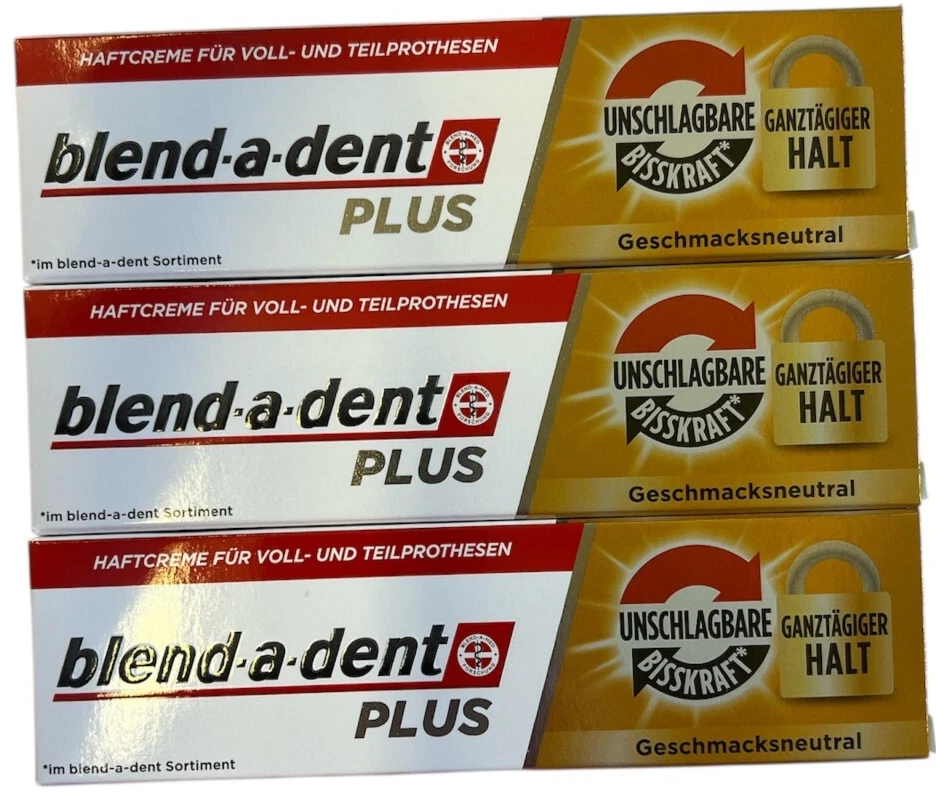 HAFTCREME FÜR VOLL- UND TEILPROTHESEN
blend-a-dent
PLUS
*im blend-a-dent Sortiment
UNSCHLAGBARE
BISSKRAFT*
GANZTÄGIGER
HALT
Geschmacksneutral
HAFTCREME FÜR VOLL- UND TEILPROTHESEN
blend-a-dent
PLUS
*im blend-a-dent Sortiment
UNSCHLAGBARE
BISSKRAFT*
GANZTÄGIGER
HALT
Geschmacksneutral
HAFTCREME FÜR VOLL- UND TEILPROTHESEN
blend-a-dent
PLUS
*im blend-a-dent Sortiment
UNSCHLAGBARE
BISSKRAFT*
GANZTÄGIGER
HALT
Geschmacksneutral